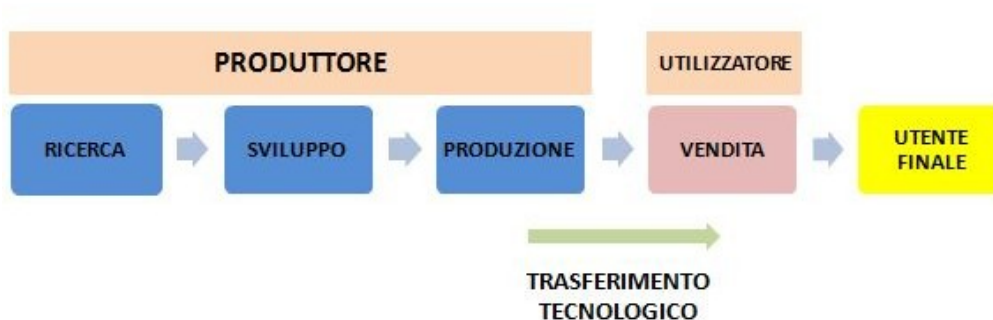 PRODUTTORE
UTILIZZATORE
RICERCA
SVILUPPO
PRODUZIONE
VENDITA
UTENTE
FINALE
TRASFERIMENTO
TECNOLOGICO